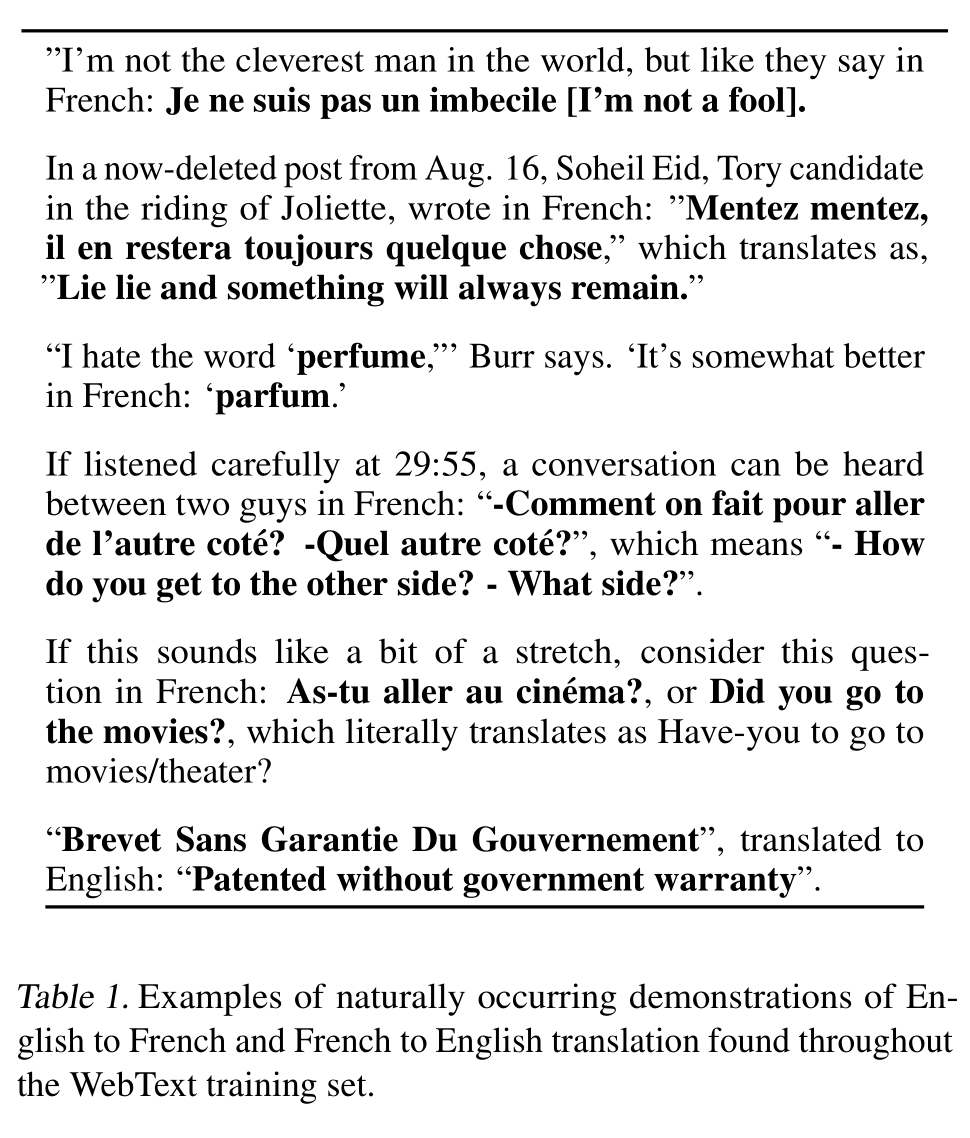 ”I’m not the cleverest man in the world, but like they say in
French: Je ne suis pas un imbecile [I’m not a fool].
In a now-deleted post from Aug. 16, Soheil Eid, Tory candidate
in the riding of Joliette, wrote in French: ”Mentez mentez,
il en restera toujours quelque chose,” which translates as,
”Lie lie and something will always remain.”
“I hate the word ‘perfume,”’ Burr says. ‘It’s somewhat better
in French: ‘parfum.’
If listened carefully at 29:55, a conversation can be heard
between two guys in French: “-Comment on fait pour aller
de l’autre coté? -Quel autre coté?”, which means “- How
do you get to the other side? - What side?”.
If this sounds like a bit of a stretch, consider this ques-
tion in French: As-tu aller au cinéma?, or Did you go to
the movies?, which literally translates as Have-you to go to
movies/theater?
“Brevet Sans Garantie Du Gouvernement”, translated to
English: “Patented without government warranty”.
Table 1. Examples of naturally occurring demonstrations of En-
glish to French and French to English translation found throughout
the WebText training set.